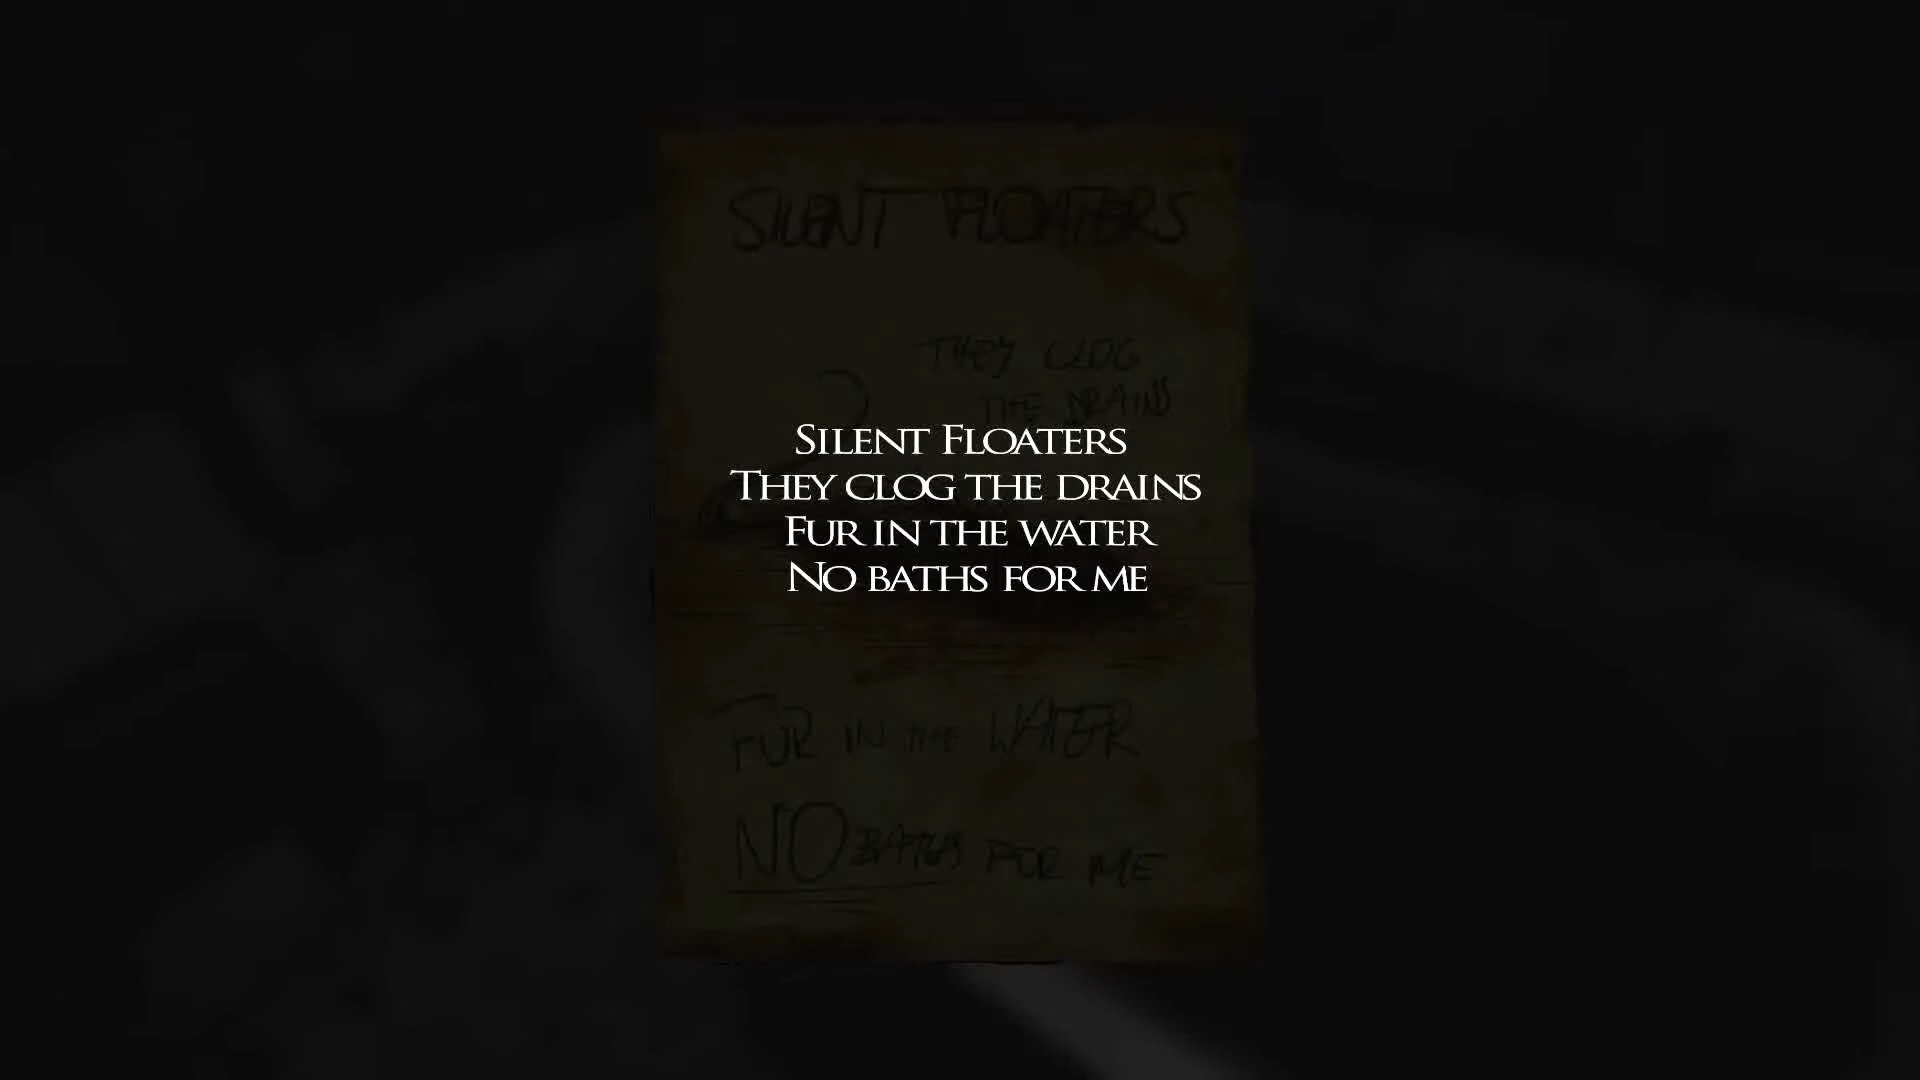 SILENT FLOATERS
THEY CLOG
THE DRAINS
SILENT FLOATERS
THEY CLOG THE DRAINS
FUR IN THE WATER
NO BATHS FOR ME
FUR IN THE WATER
NO BATHS FOR ME